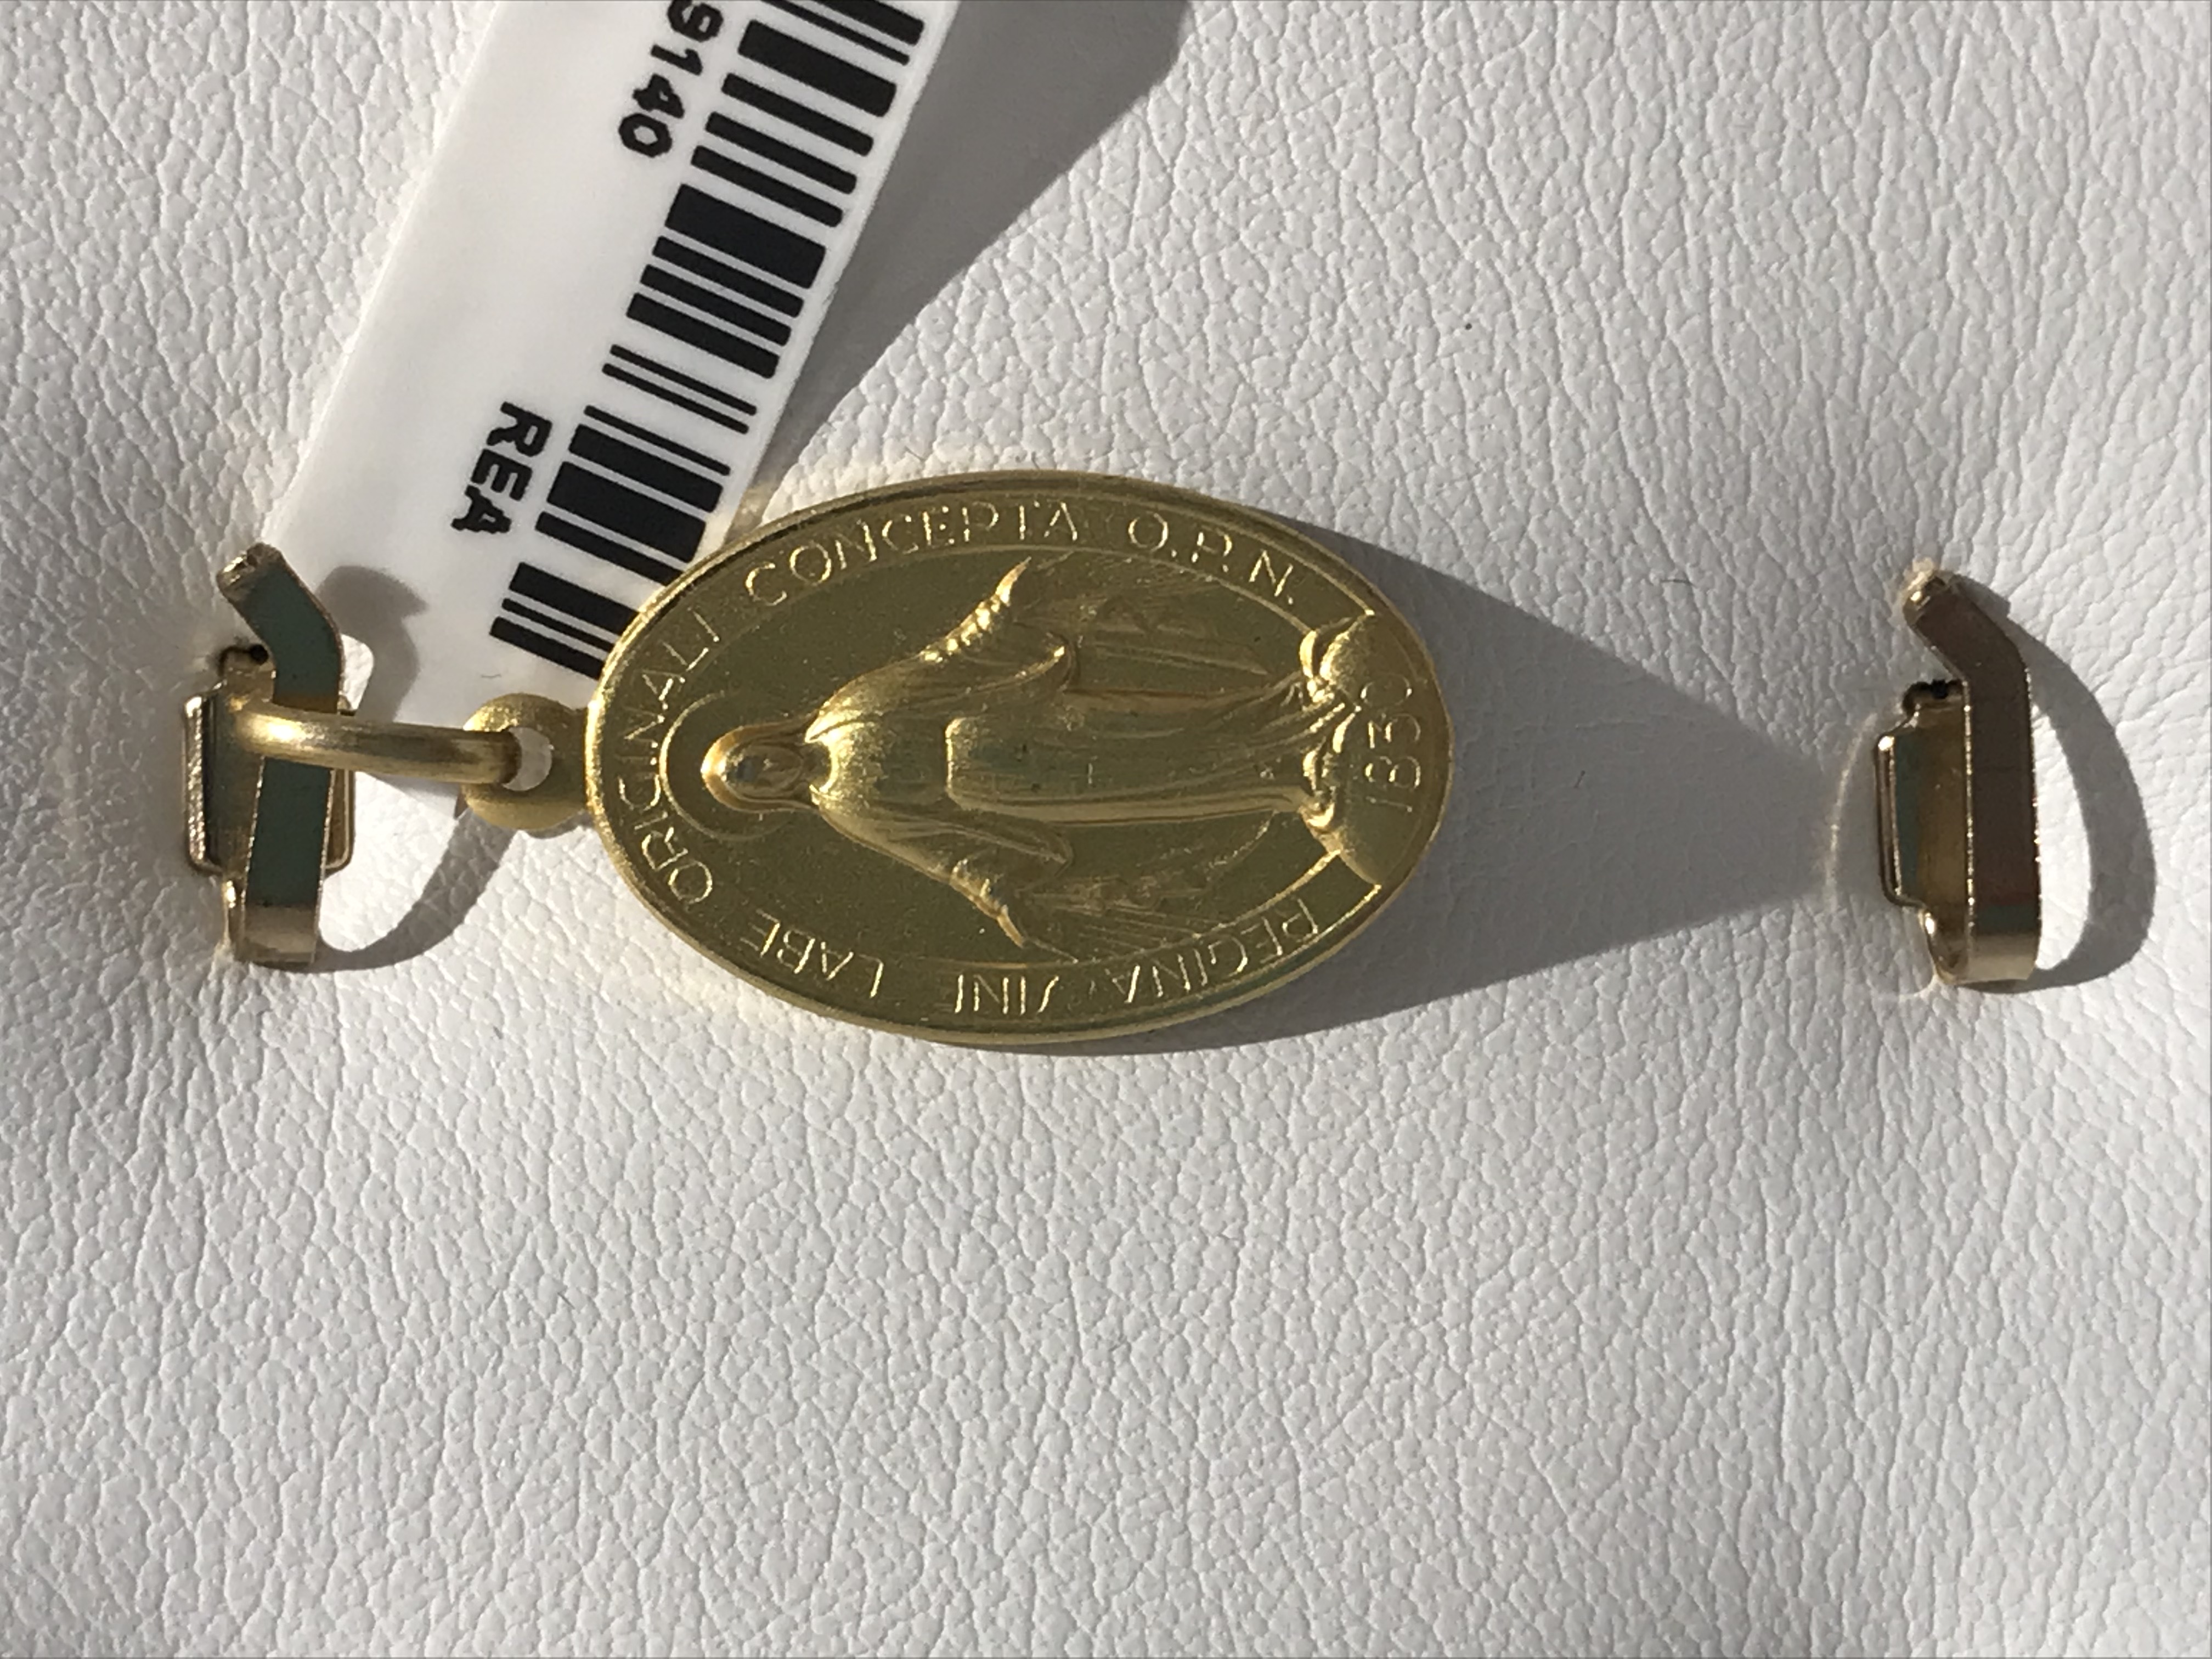 9140
REA
REGINA SINE LABE ORIGINALI CONCEPTA O.P.N.
1830